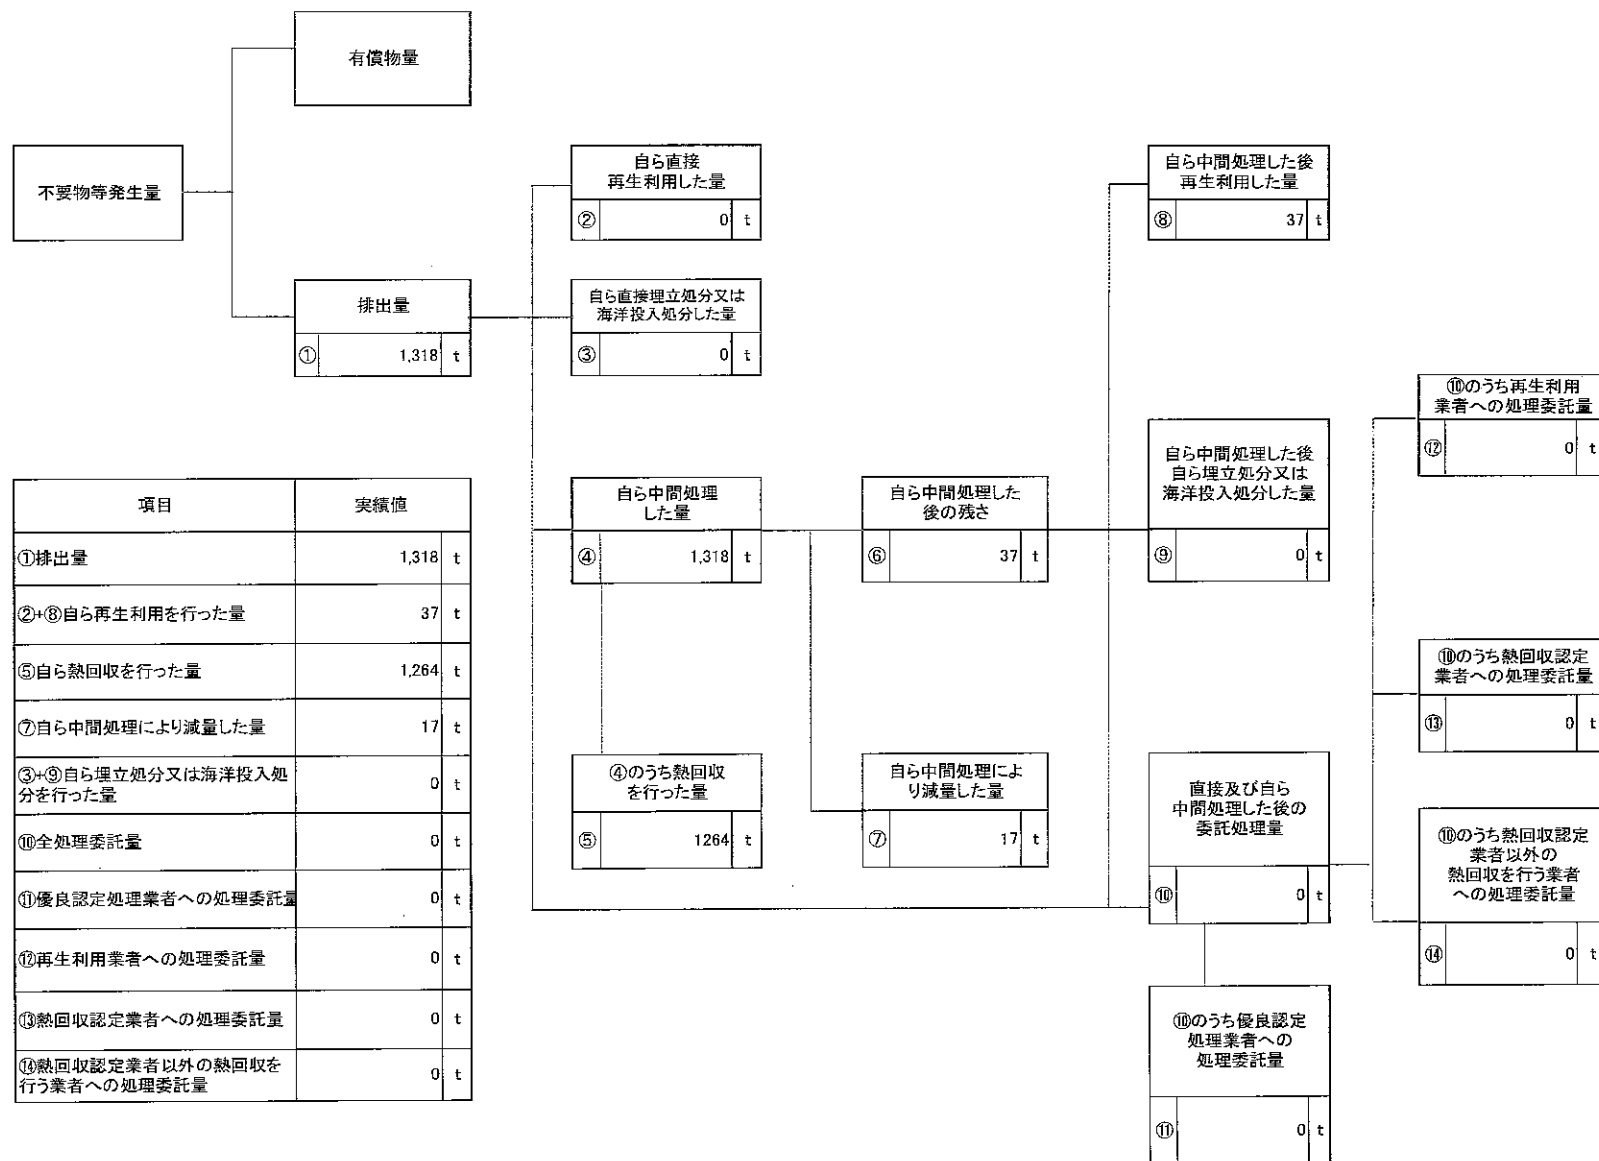 有償物量
不要物等発生量
排出量
① 1,318 t
自ら直接
再生利用した量
② 0 t
自ら直接埋立処分又は
海洋投入処分した量
③ 0 t
自ら中間処理
した量
④ 1,318 t
④のうち熱回収
を行った量
⑤ 1264 t
自ら中間処理した
後の残さ
⑥ 37 t
自ら中間処理によ
り減量した量
⑦ 17 t
自ら中間処理した後
再生利用した量
⑧ 37 t
自ら中間処理した後
自ら埋立処分又は
海洋投入処分した量
⑨ 0 t
直接及び自ら
中間処理した後の
委託処理量
⑩ 0 t
⑩のうち優良認定
処理業者への
処理委託量
⑪ 0 t
⑩のうち再生利用
業者への処理委託量
⑫ 0 t
⑩のうち熱回収認定
業者への処理委託量
⑬ 0 t
⑩のうち熱回収認定
業者以外の
熱回収を行う業者
への処理委託量
⑭ 0 t
項目 実績値
①排出量 1,318 t
②+⑧自ら再生利用を行った量 37 t
⑤自ら熱回収を行った量 1,264 t
⑦自ら中間処理により減量した量 17 t
③+⑨自ら埋立処分又は海洋投入処
分を行った量 0 t
⑩全処理委託量 0 t
⑪優良認定処理業者への処理委託量 0 t
⑫再生利用業者への処理委託量 0 t
⑬熱回収認定業者への処理委託量 0 t
⑭熱回収認定業者以外の熱回収を
行う業者への処理委託量 0 t